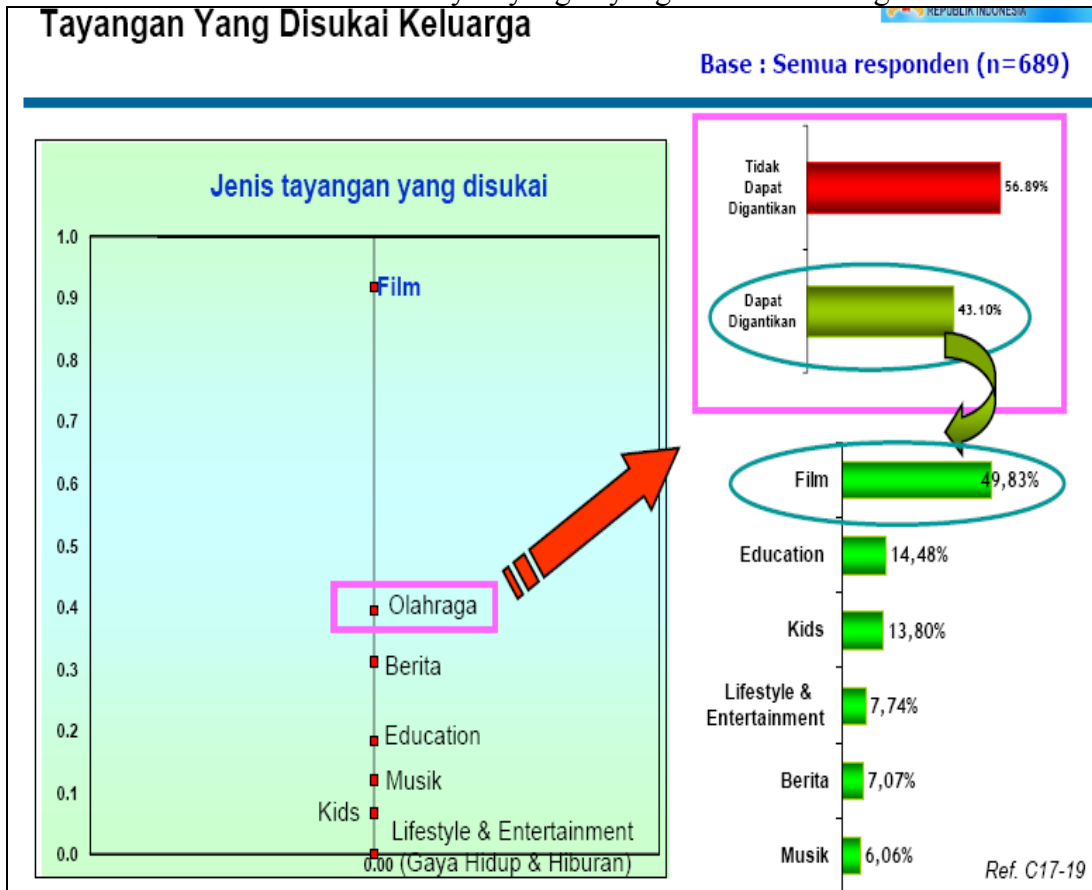 Tayangan Yang Disukai Keluarga
REPUBLIK INDONESIA
Base : Semua responden (n=689)
Jenis tayangan yang disukai
1.0
0.9
0.8
0.7
0.6
0.5
0.4
0.3
0.2
0.1
0.0
Film
Olahraga
Berita
Education
Musik
Kids
Lifestyle & Entertainment
0.00 (Gaya Hidup & Hiburan)
Tidak
Dapat
Digantikan
56.89%
Dapat
Digantikan
43.10%
Film 49,83%
Education 14,48%
Kids 13,80%
Lifestyle &
Entertainment
7,74%
Berita 7,07%
Musik 6,06%
Ref. C17-19